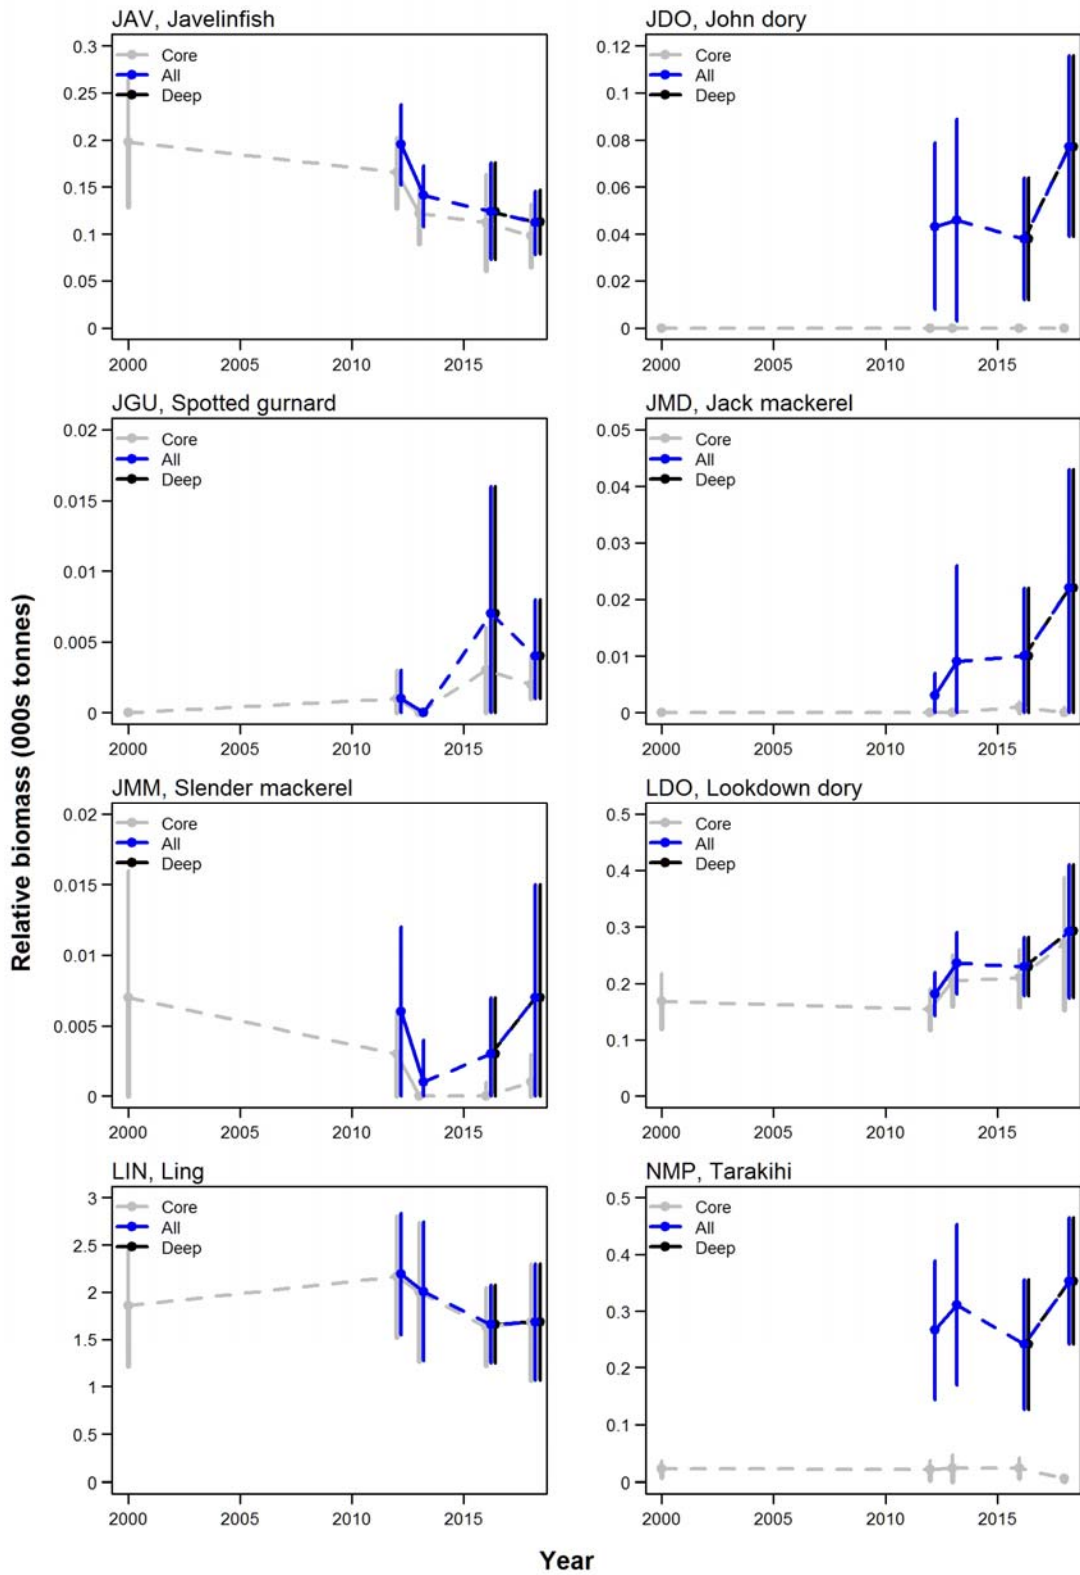 JAV, Javelinfish
Core
All
Deep
0.3
0.25
0.2
0.15
0.1
0.05
0
2000 2005 2010 2015
JDO, John dory
Core
All
Deep
0.12
0.1
0.08
0.06
0.04
0.02
0
2000 2005 2010 2015
JGU, Spotted gurnard
Core
All
Deep
0.02
0.015
0.01
0.005
0
2000 2005 2010 2015
JMD, Jack mackerel
Core
All
Deep
0.05
0.04
0.03
0.02
0.01
0
2000 2005 2010 2015
JMM, Slender mackerel
Core
All
Deep
0.02
0.015
0.01
0.005
0
2000 2005 2010 2015
LDO, Lookdown dory
Core
All
Deep
0.5
0.4
0.3
0.2
0.1
0
2000 2005 2010 2015
LIN, Ling
Core
All
Deep
3
2.5
2
1.5
1
0.5
0
2000 2005 2010 2015
NMP, Tarakihi
Core
All
Deep
0.5
0.4
0.3
0.2
0.1
0
2000 2005 2010 2015
Relative biomass (000s tonnes)
Year